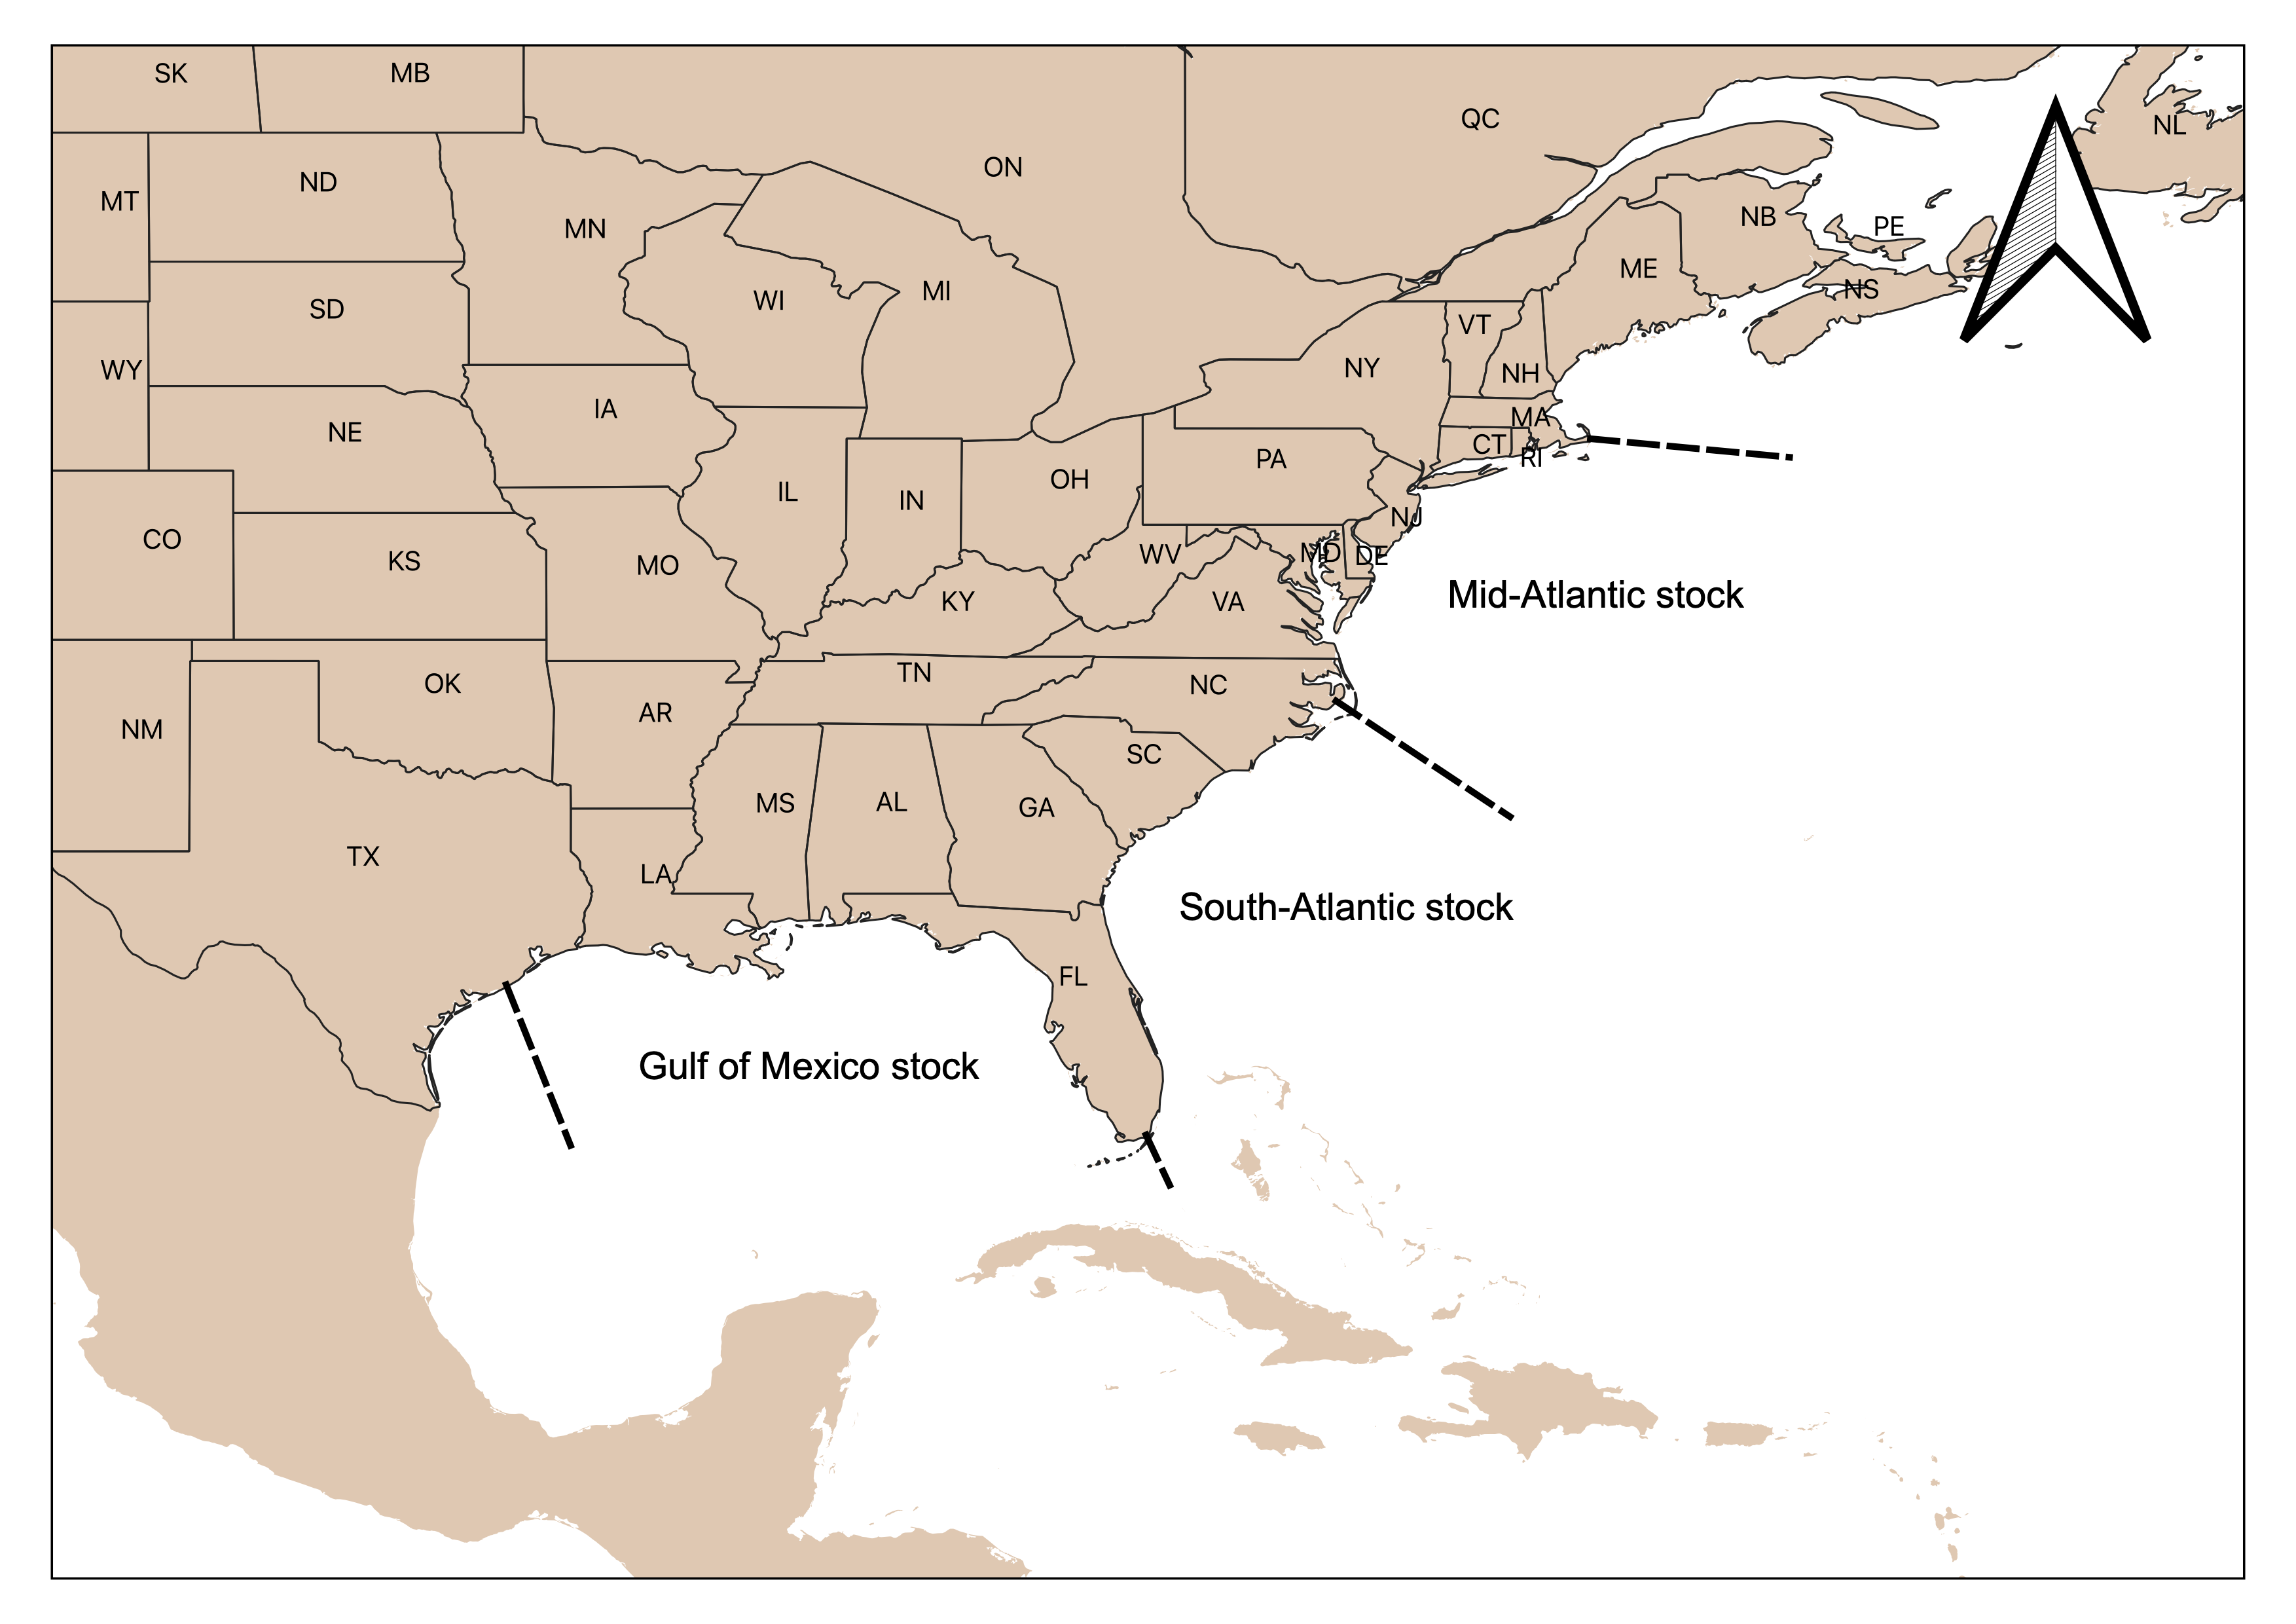 SK
MB
QC
NL
ON
ND
MT
NB
MN
PE
ME
MI
NS
WI
SD
VT
NY
WY
NH
IA
MA
NE
CT
RI
PA
OH
IL
IN
NJ
CO
MD
DE
WV
KS
MO
Mid-Atlantic stock
KY
VA
TN
OK
NC
AR
NM
SC
MS
AL
GA
TX
LA
South-Atlantic stock
FL
Gulf of Mexico stock